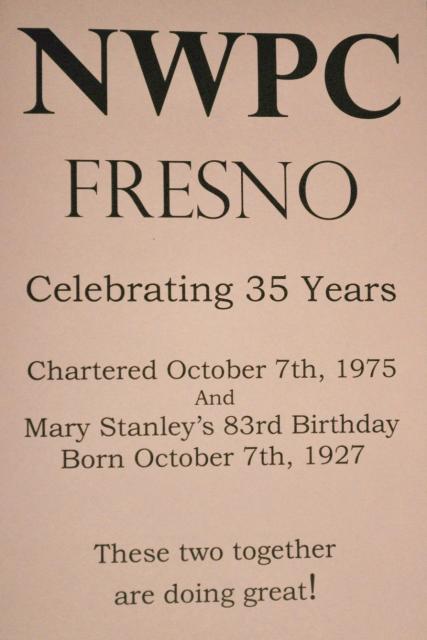 NWPC
FRESNO
Celebrating 35 Years
Chartered October 7th, 1975
And
Mary Stanley's 83rd Birthday
Born October 7th, 1927
These two together
are doing great!